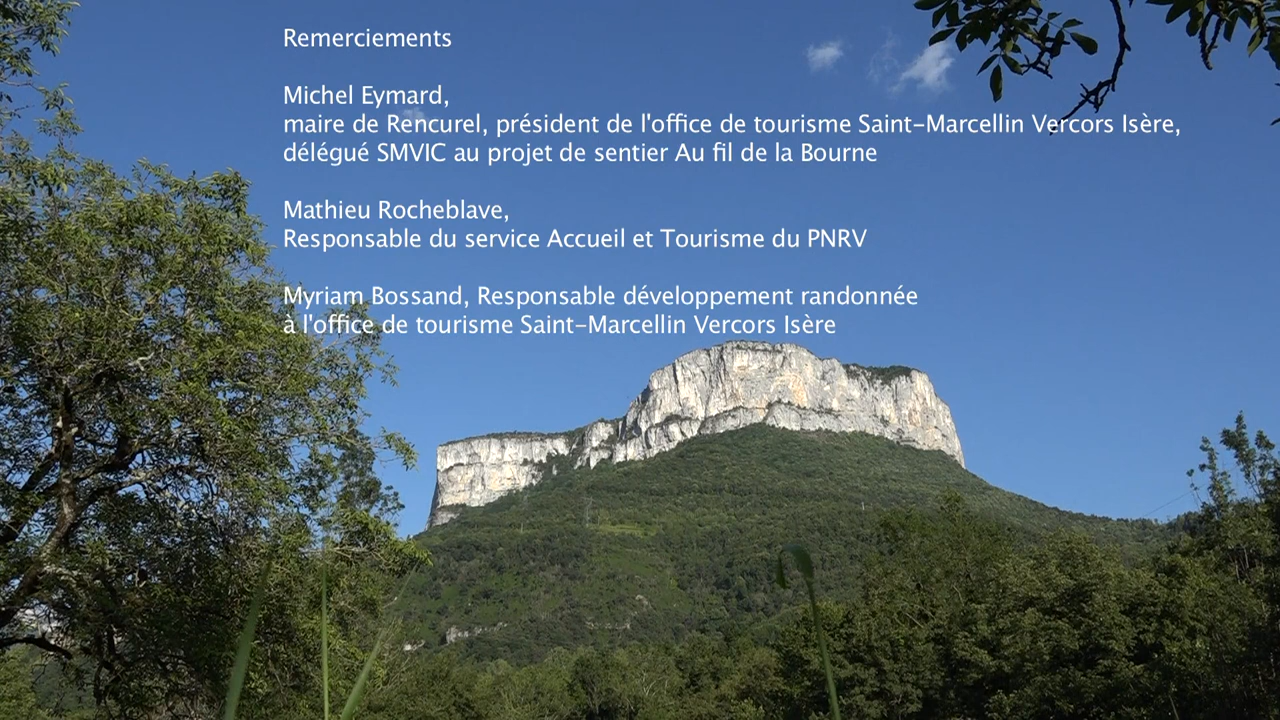 Remerciements
Michel Eymard,
maire de Rencurel, président de l'office de tourisme Saint-Marcellin Vercors Isère,
délégué SMVIC au projet de sentier Au fil de la Bourne
Mathieu Rocheblave,
Responsable du service Accueil et Tourisme du PNRV
Myriam Bossand, Responsable développement randonnée
à l'office de tourisme Saint-Marcellin Vercors Isère